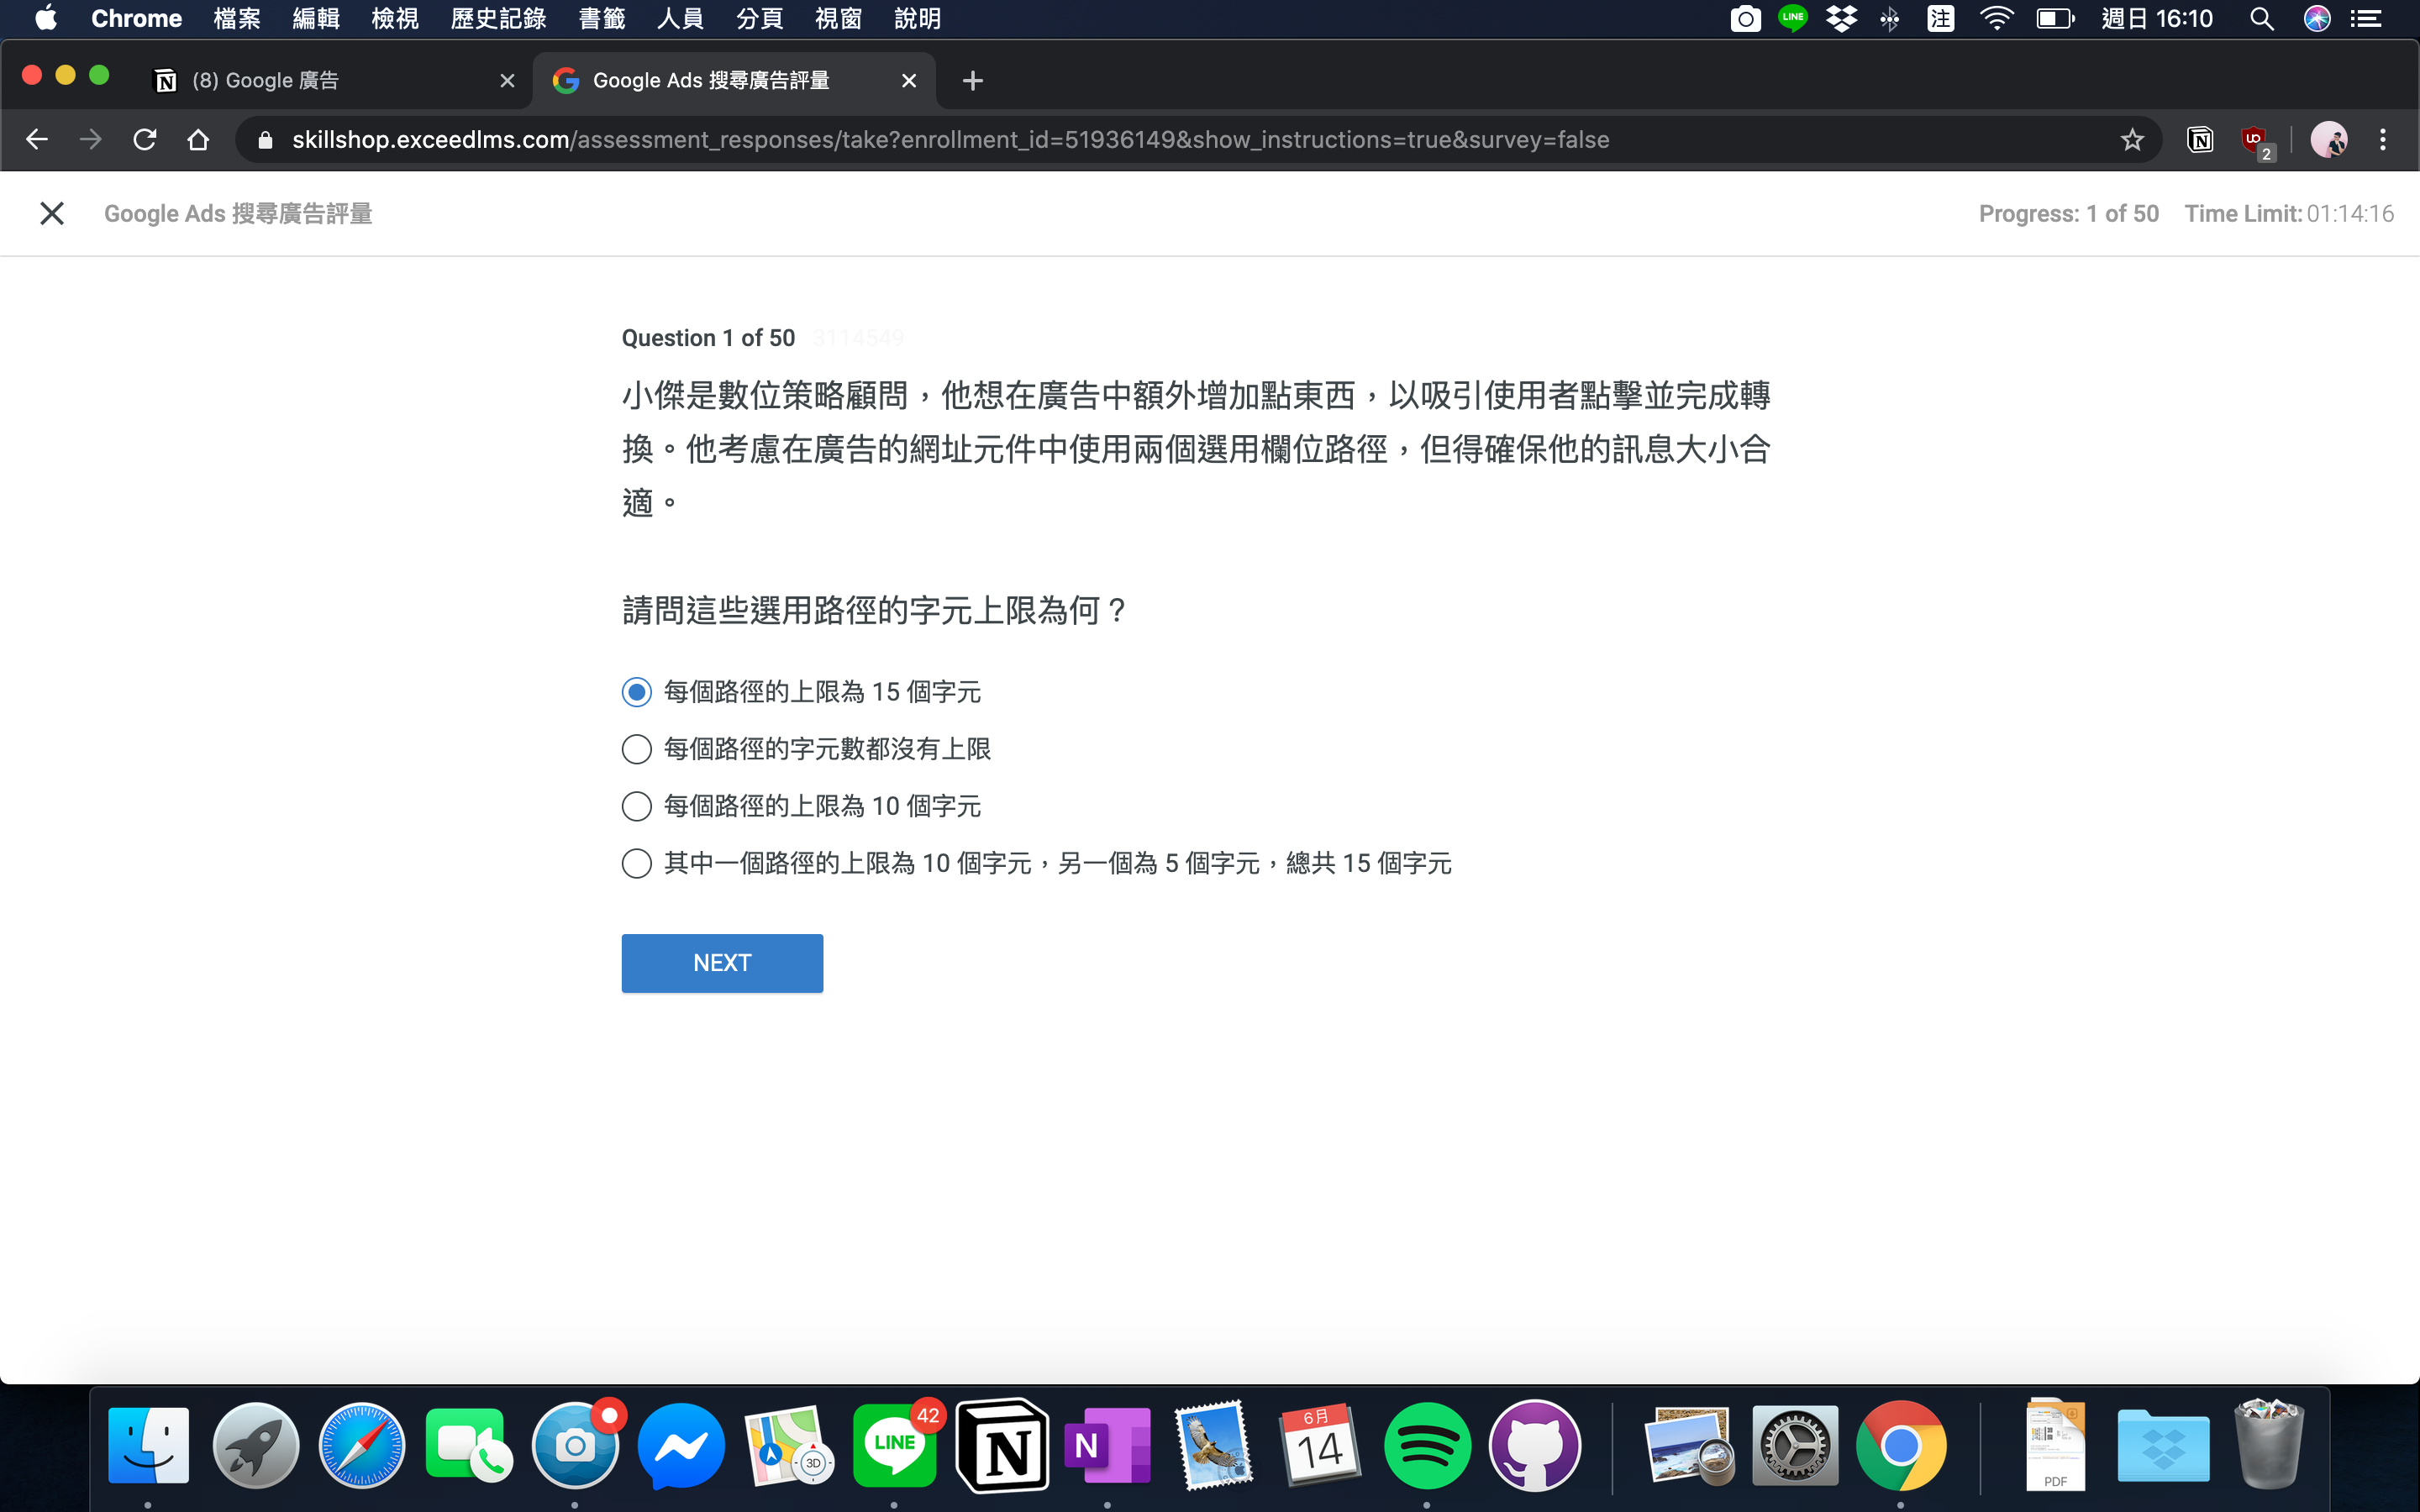 Chrome 檔案 編輯 檢視 歷史記錄 書籤 人員 分頁 視窗 說明 LINE 注 週日 16:10
(8) Google 廣告 Google Ads 搜尋廣告評量
skillshop.exceedlms.com/assessment_responses/take?enrollment_id=51936149&show_instructions=true&survey=false 2
Google Ads 搜尋廣告評量 Progress: 1 of 50 Time Limit: 01:14:16
Question 1 of 50 3114549
小傑是數位策略顧問，他想在廣告中額外增加點東西，以吸引使用者點擊並完成轉
換。他考慮在廣告的網址元件中使用兩個選用欄位路徑，但得確保他的訊息大小合
適。
請問這些選用路徑的字元上限為何？
每個路徑的上限為 15 個字元
每個路徑的字元數都沒有上限
每個路徑的上限為 10 個字元
其中一個路徑的上限為 10 個字元，另一個為 5 個字元，總共 15 個字元
NEXT
3D LINE 42 N N 6月 14 PDF